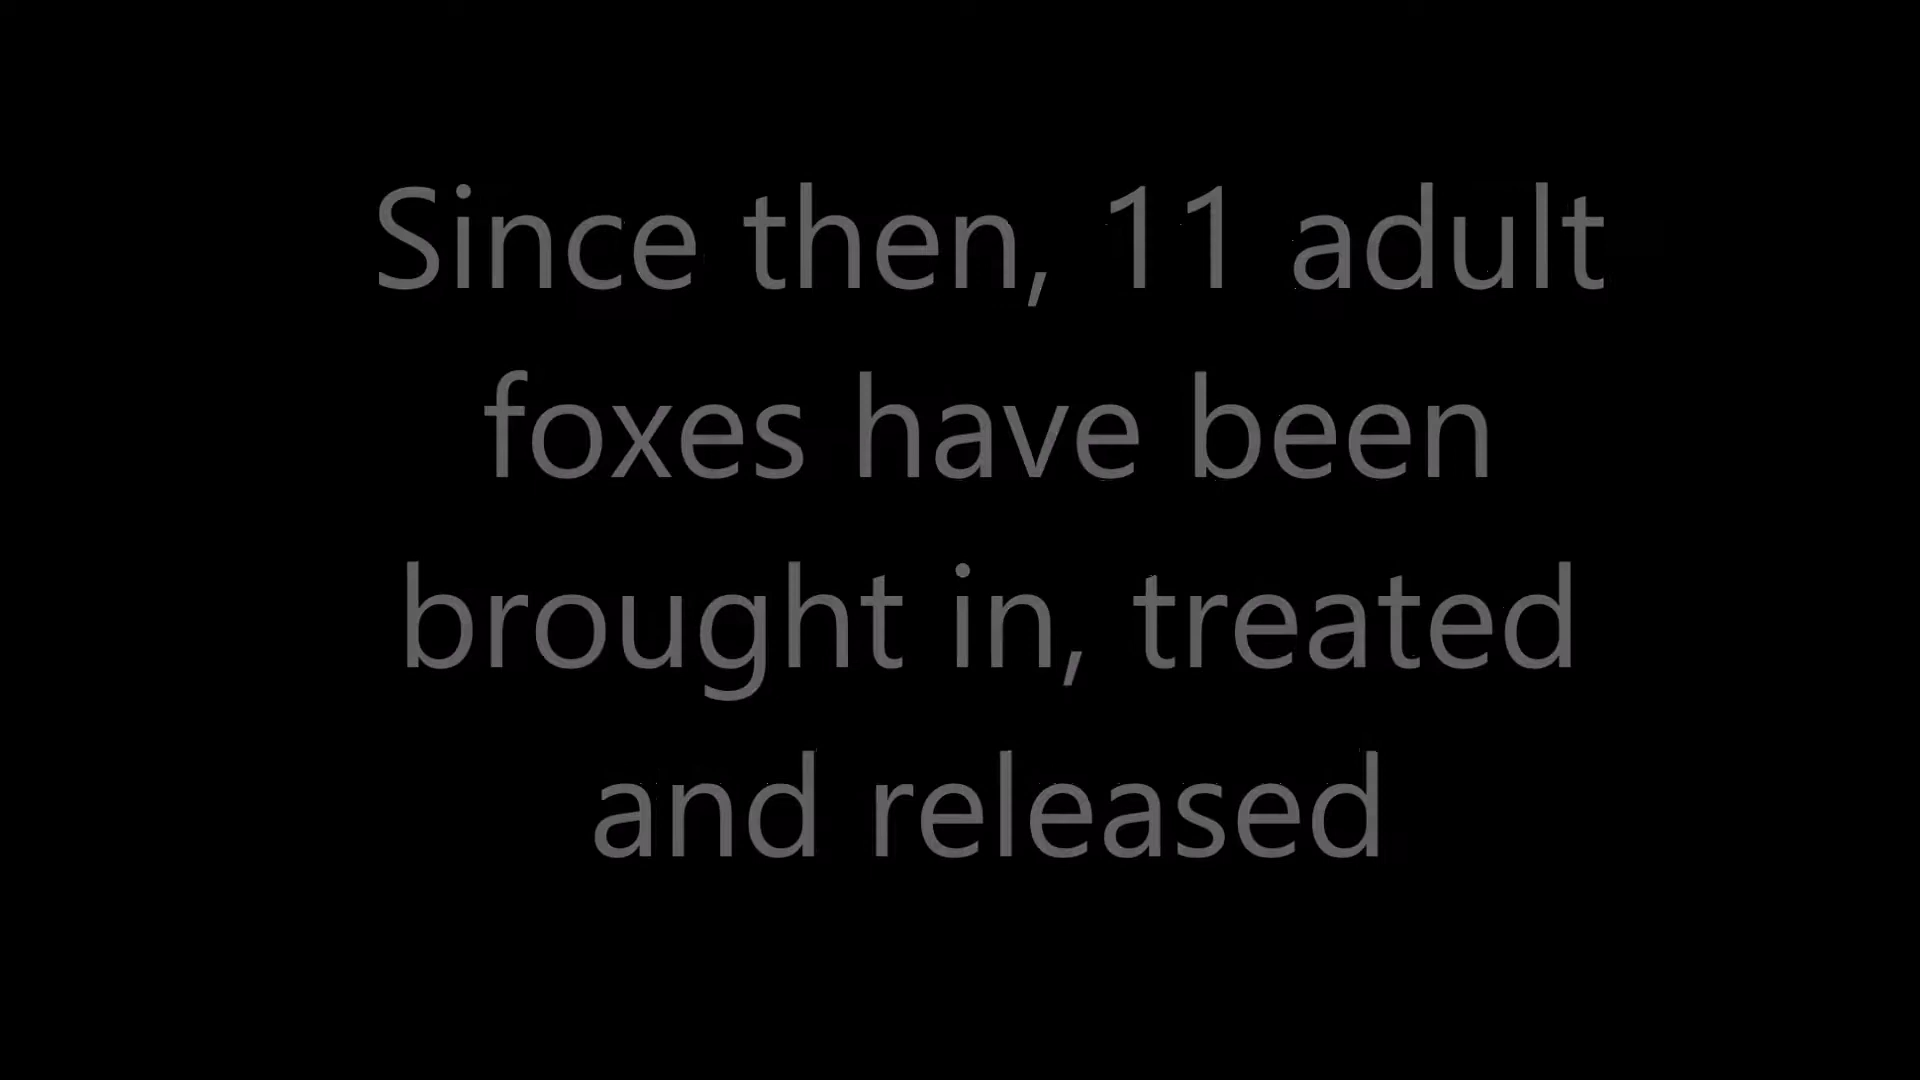 Since then, 11 adult
foxes have been
brought in, treated
and released